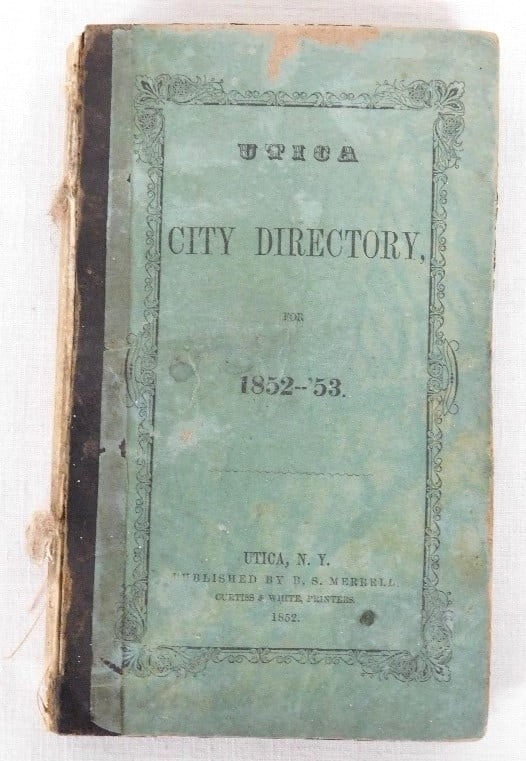 UTICA
CITY DIRECTORY,
FOR
1852--'53.
UTICA, N. Y.
PUBLISHED BY B. S. MERRELL.
CURTISS & WHITE, PRINTERS.
1852.